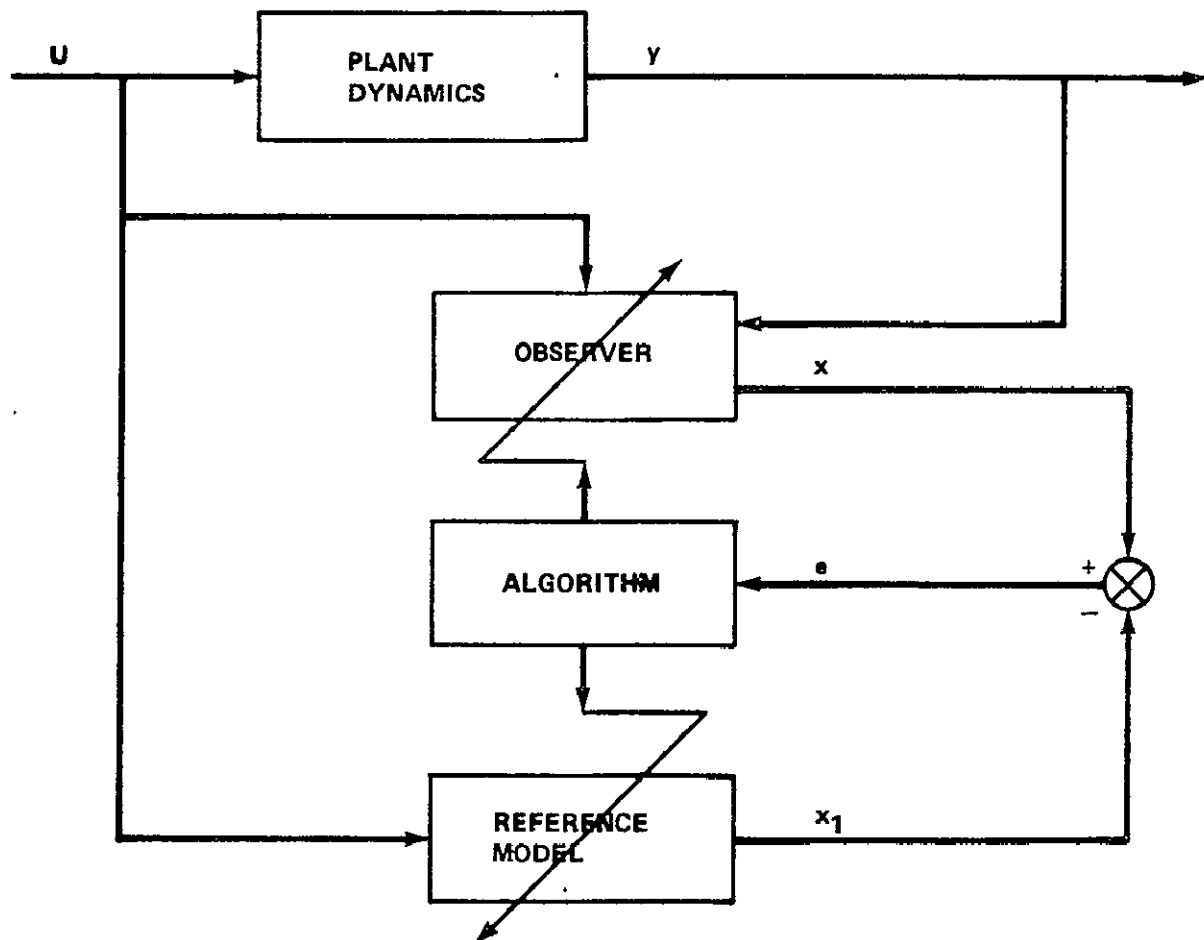 U
PLANT
DYNAMICS
y
OBSERVER
x
ALGORITHM
e
+
−
REFERENCE
MODEL
x₁